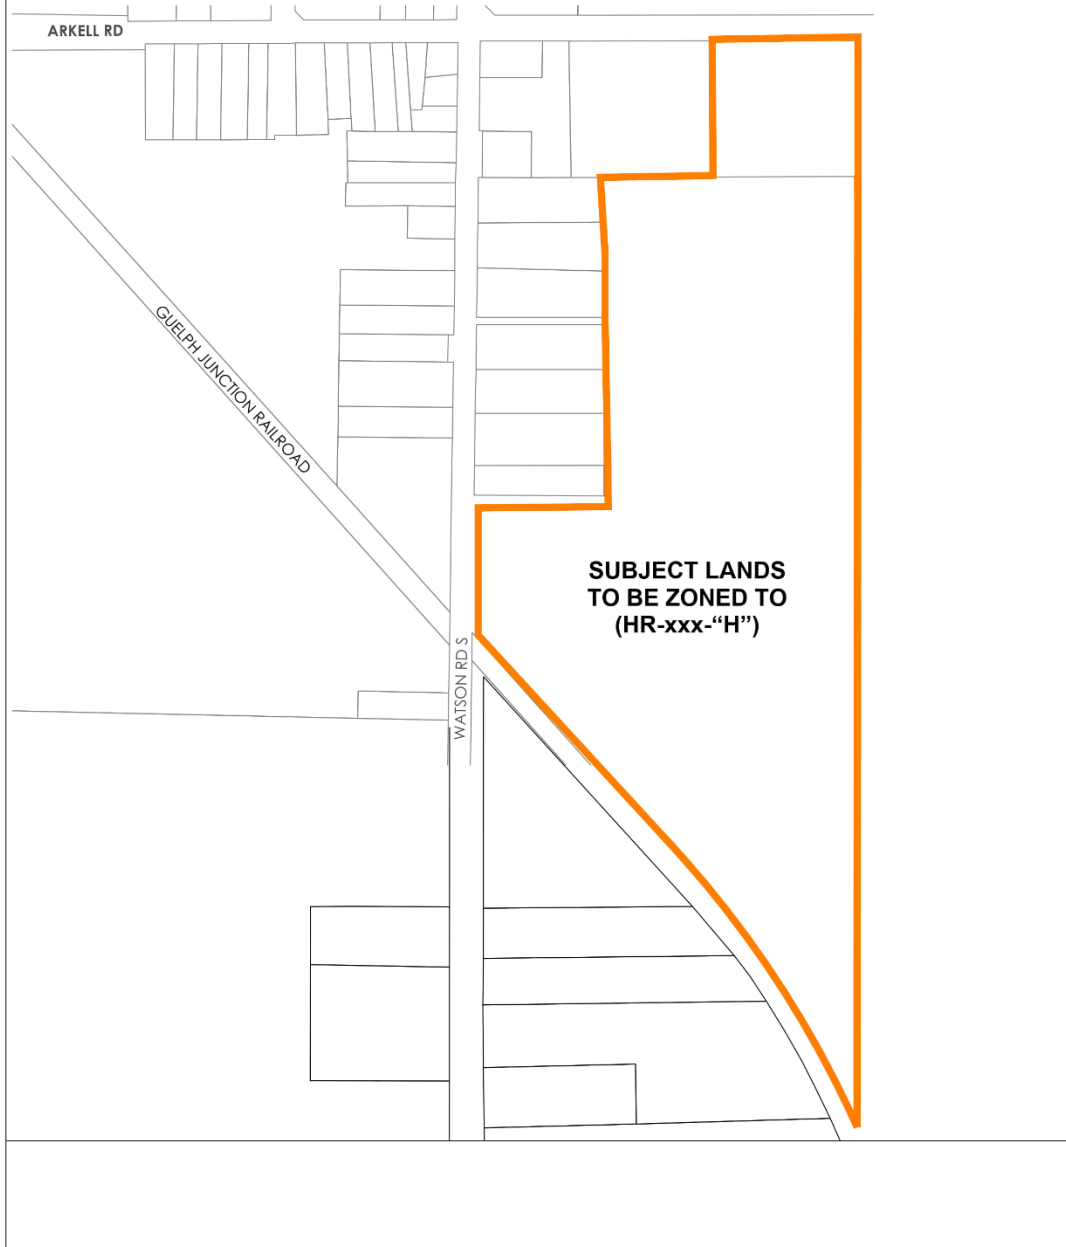 ARKELL RD
GUELPH JUNCTION RAILROAD
SUBJECT LANDS
TO BE ZONED TO
(HR-xxx-“H”)
WATSON RD S